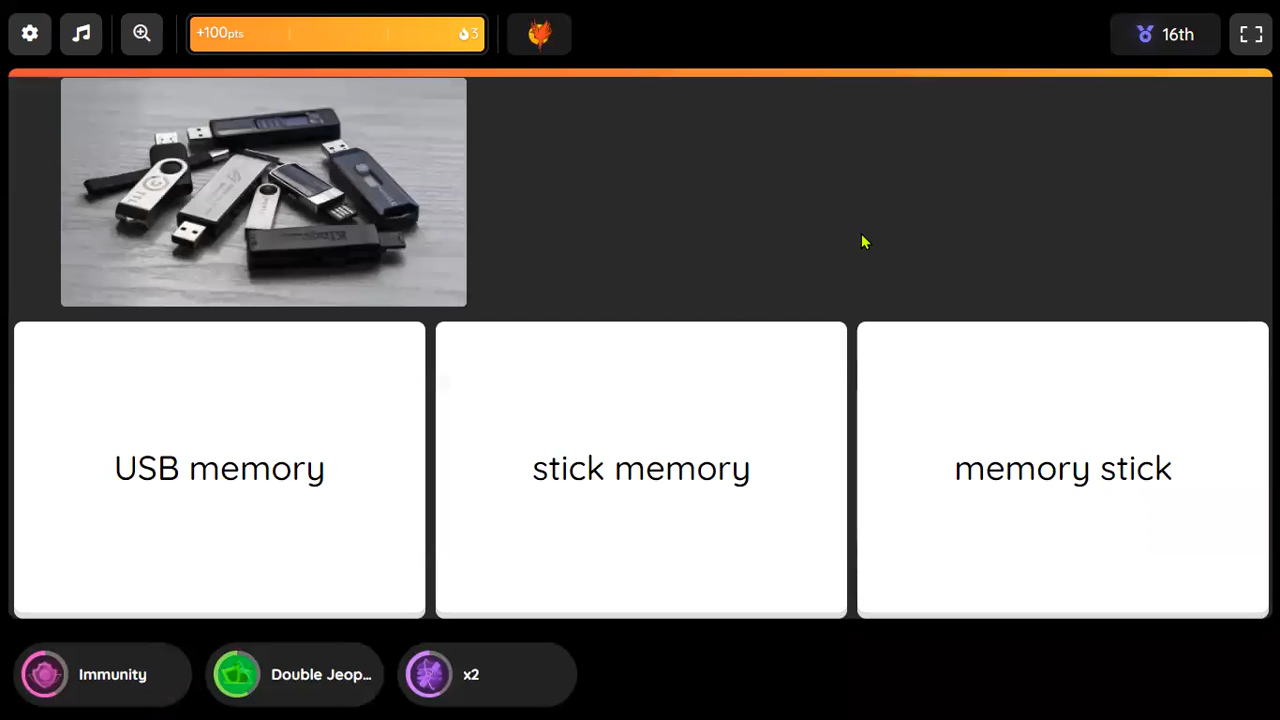 +100pts
3
16th
USB memory
stick memory
memory stick
Immunity
Double Jeop...
x2